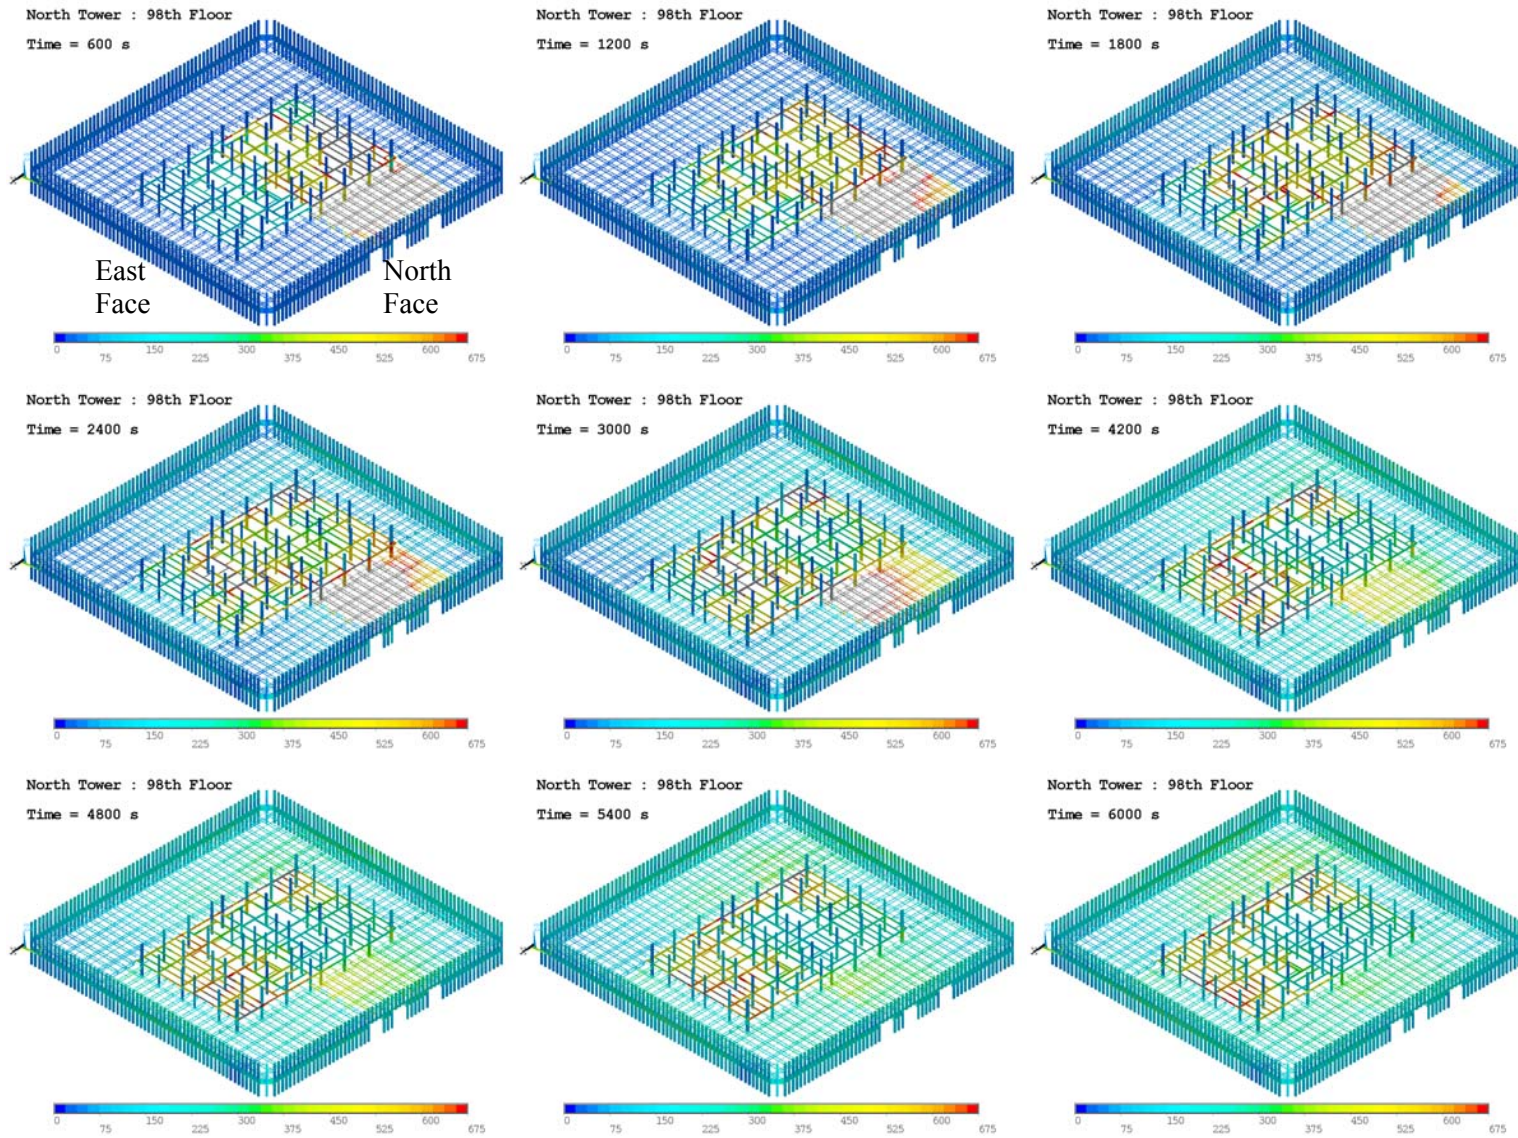 North Tower : 98th Floor
Time = 600 s
East
Face
North
Face
0 75 150 225 300 375 450 525 600 675
North Tower : 98th Floor
Time = 1200 s
0 75 150 225 300 375 450 525 600 675
North Tower : 98th Floor
Time = 1800 s
0 75 150 225 300 375 450 525 600 675
North Tower : 98th Floor
Time = 2400 s
0 75 150 225 300 375 450 525 600 675
North Tower : 98th Floor
Time = 3000 s
0 75 150 225 300 375 450 525 600 675
North Tower : 98th Floor
Time = 4200 s
0 75 150 225 300 375 450 525 600 675
North Tower : 98th Floor
Time = 4800 s
0 75 150 225 300 375 450 525 600 675
North Tower : 98th Floor
Time = 5400 s
0 75 150 225 300 375 450 525 600 675
North Tower : 98th Floor
Time = 6000 s
0 75 150 225 300 375 450 525 600 675